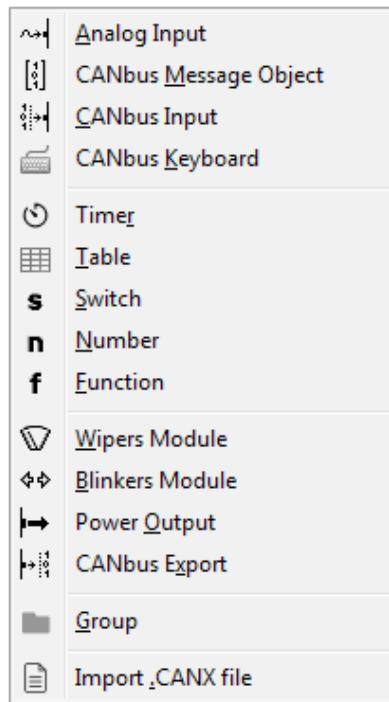 Analog Input
CANbus Message Object
CANbus Input
CANbus Keyboard
Timer
Table
s Switch
n Number
f Function
Wipers Module
Blinkers Module
Power Output
CANbus Export
Group
Import .CANX file